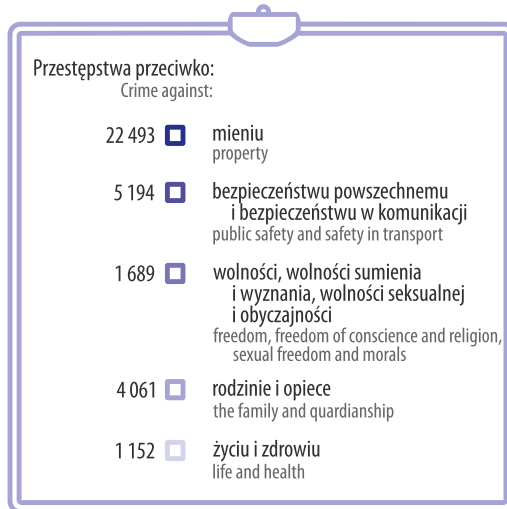 Przestępstwa przeciwko:
Crime against:
22 493 mieniu
property
5 194 bezpieczeństwu powszechnemu
i bezpieczeństwu w komunikacji
public safety and safety in transport
1 689 wolności, wolności sumienia
i wyznania, wolności seksualnej
i obyczajności
freedom, freedom of conscience and religion,
sexual freedom and morals
4 061 rodzinie i opiece
the family and quardianship
1 152 życiu i zdrowiu
life and health